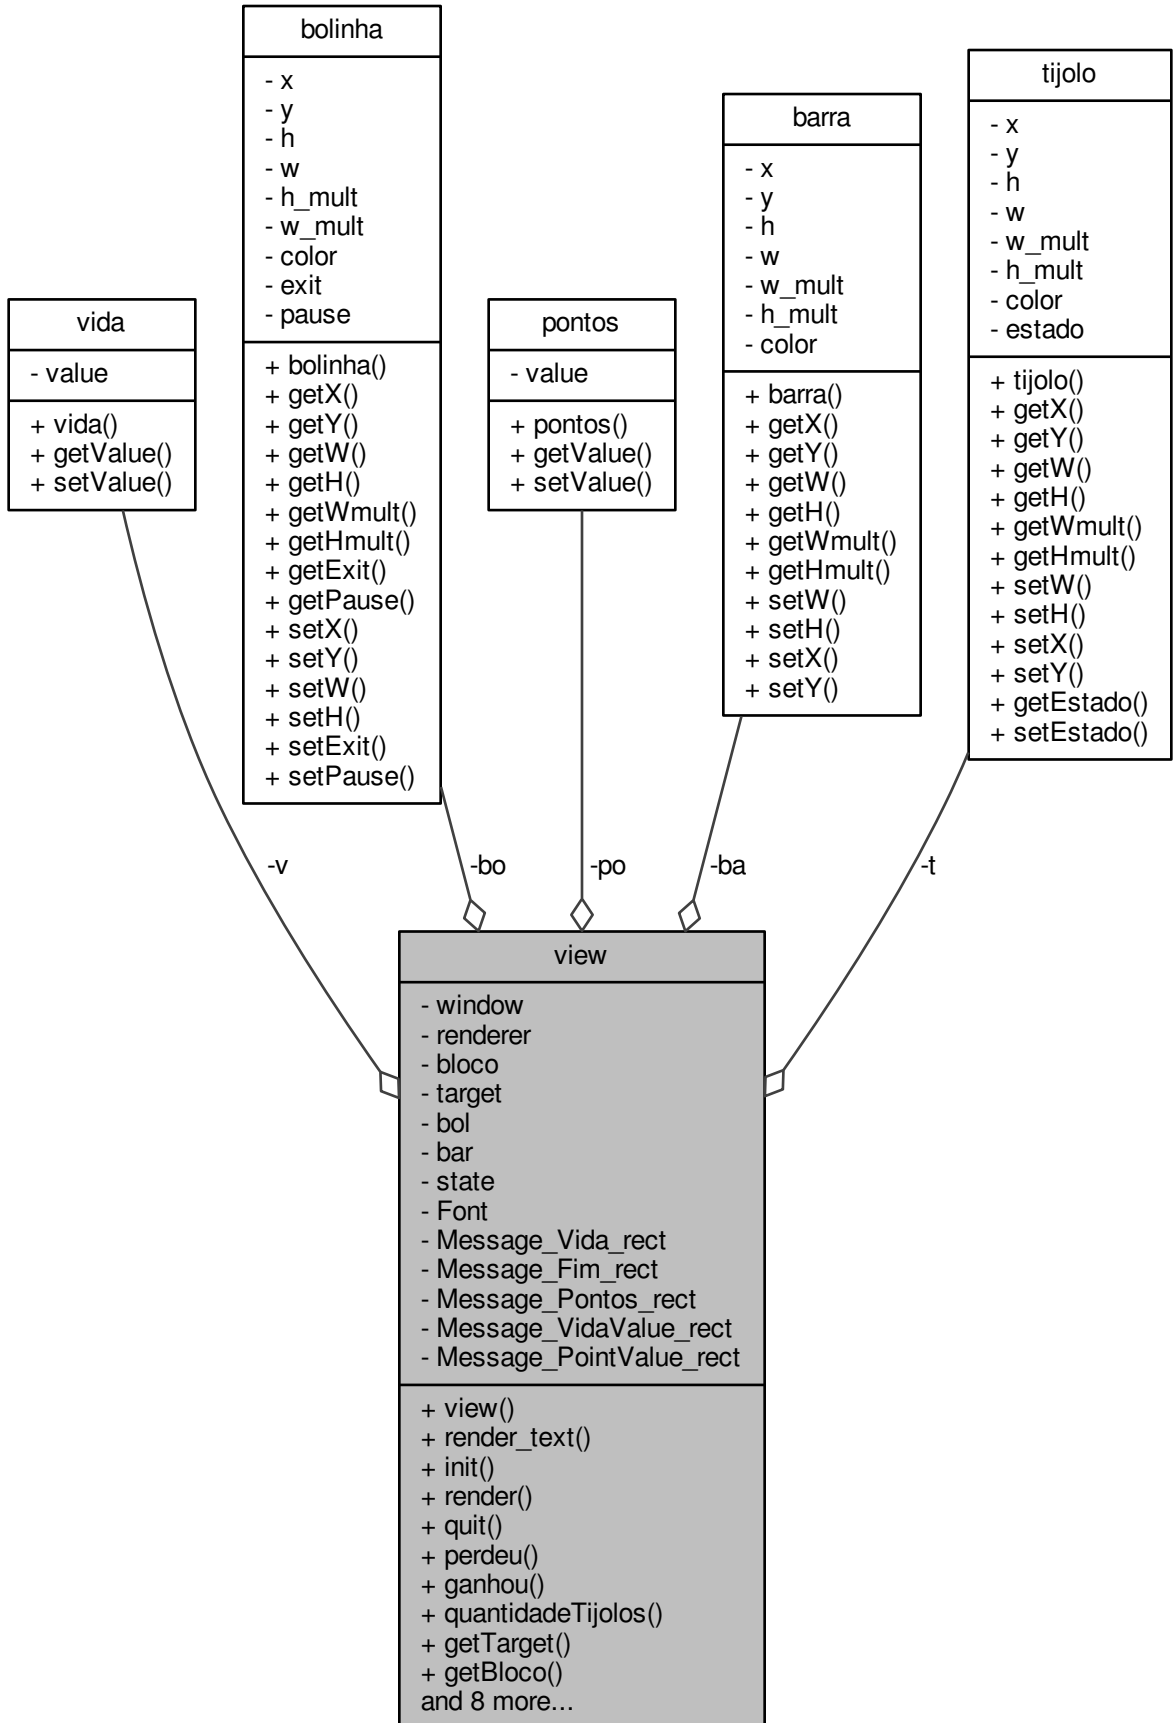 bolinha
- x
- y
- h
- w
- h_mult
- w_mult
- color
- exit
- pause
+ bolinha()
+ getX()
+ getY()
+ getW()
+ getH()
+ getWmult()
+ getHmult()
+ getExit()
+ getPause()
+ setX()
+ setY()
+ setW()
+ setH()
+ setExit()
+ setPause()
tijolo
- x
- y
- h
- w
- w_mult
- h_mult
- color
- estado
+ tijolo()
+ getX()
+ getY()
+ getW()
+ getH()
+ getWmult()
+ getHmult()
+ setW()
+ setH()
+ setX()
+ setY()
+ getEstado()
+ setEstado()
barra
- x
- y
- h
- w
- w_mult
- h_mult
- color
+ barra()
+ getX()
+ getY()
+ getW()
+ getH()
+ getWmult()
+ getHmult()
+ setW()
+ setH()
+ setX()
+ setY()
vida
- value
+ vida()
+ getValue()
+ setValue()
pontos
- value
+ pontos()
+ getValue()
+ setValue()
-v
-bo
-po
-ba
-t
view
- window
- renderer
- bloco
- target
- bol
- bar
- state
- Font
- Message_Vida_rect
- Message_Fim_rect
- Message_Pontos_rect
- Message_VidaValue_rect
- Message_PointValue_rect
+ view()
+ render_text()
+ init()
+ render()
+ quit()
+ perdeu()
+ ganhou()
+ quantidadeTijolos()
+ getTarget()
+ getBloco()
and 8 more...